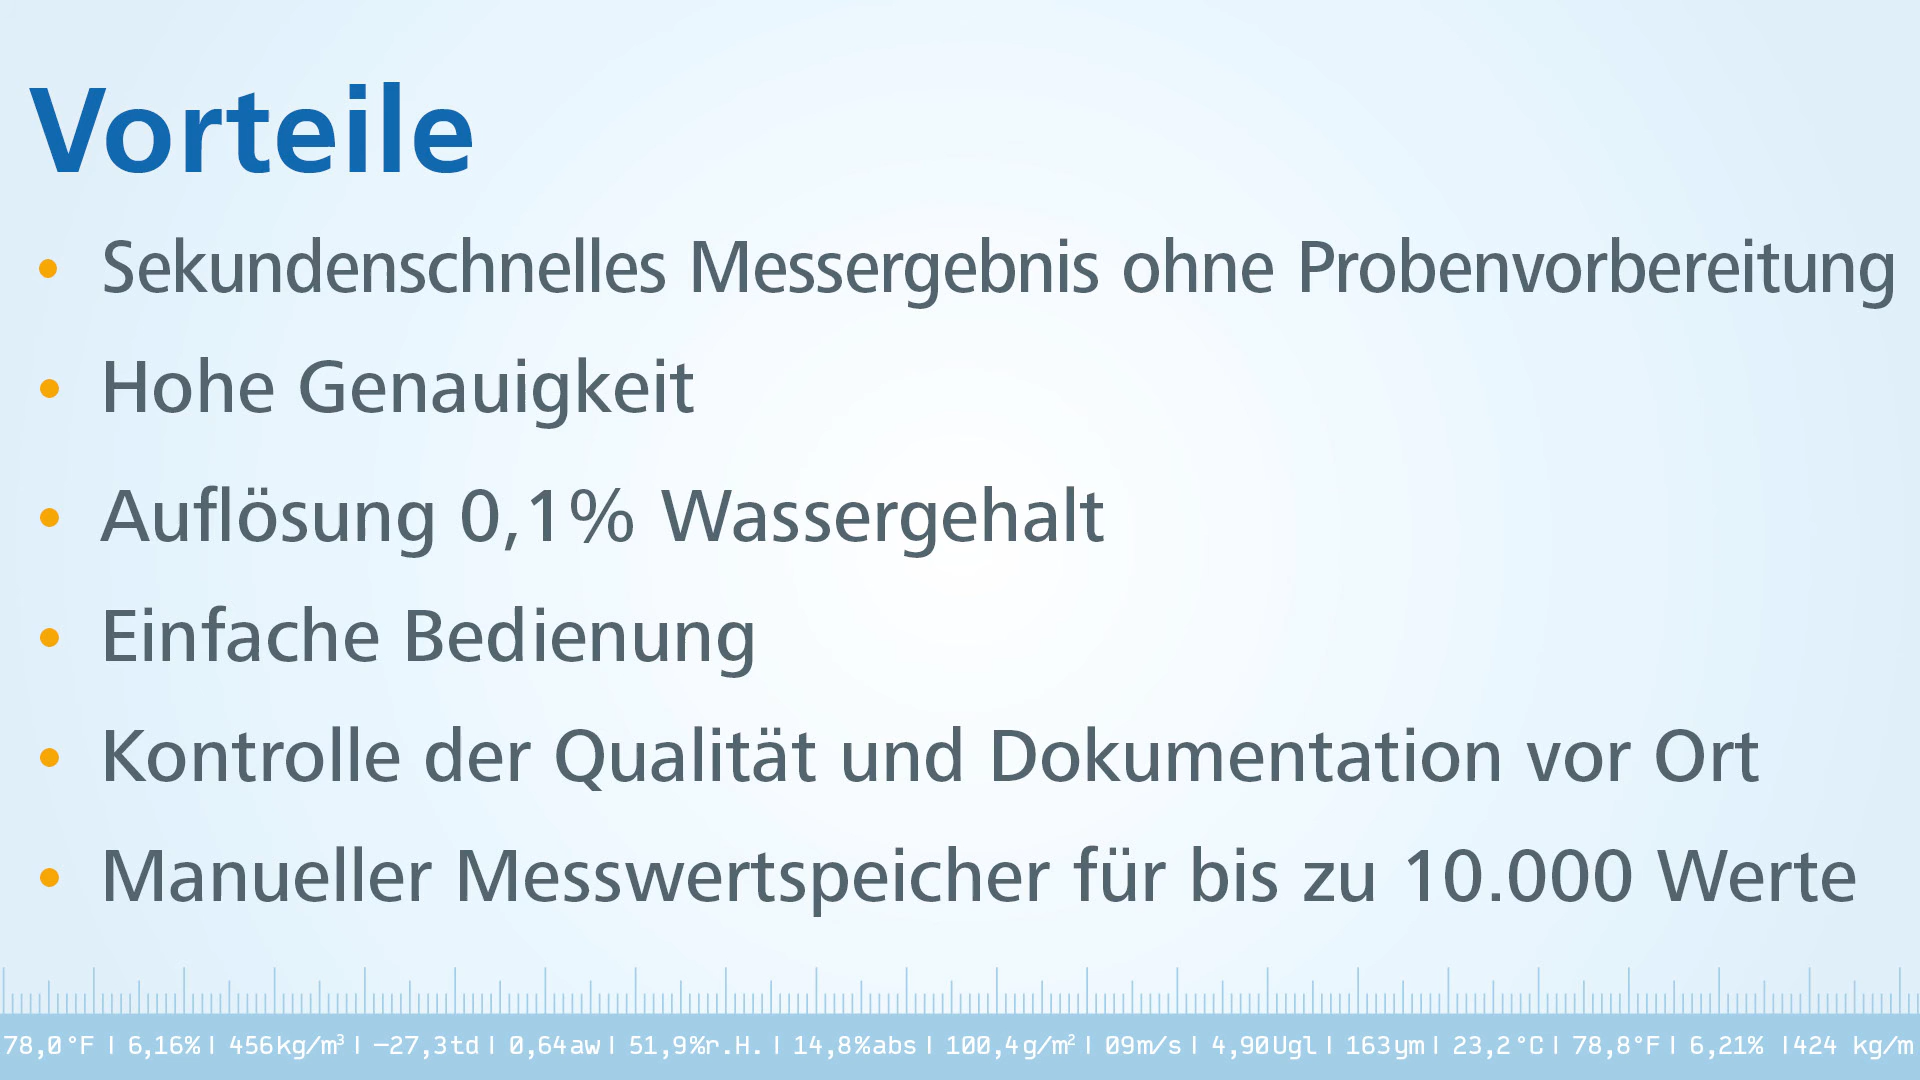 Vorteile
• Sekundenschnelles Messergebnis ohne Probenvorbereitung
• Hohe Genauigkeit
• Auflösung 0,1% Wassergehalt
• Einfache Bedienung
• Kontrolle der Qualität und Dokumentation vor Ort
• Manueller Messwertspeicher für bis zu 10.000 Werte
78,0°F | 6,16% | 456kg/m³ | −27,3td | 0,64aw | 51,9%r.H. | 14,8%abs | 100,4g/m² | 09m/s | 4,90Ugl | 163ym | 23,2°C | 78,8°F | 6,21% |424 kg/m